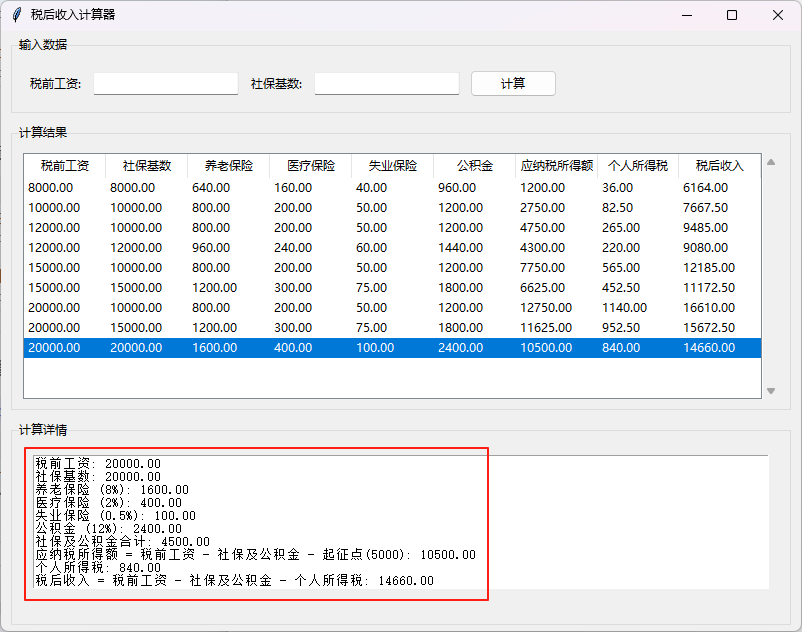 税后收入计算器
输入数据
税前工资: 社保基数: 计算
计算结果
税前工资 社保基数 养老保险 医疗保险 失业保险 公积金 应纳税所得额 个人所得税 税后收入
8000.00 8000.00 640.00 160.00 40.00 960.00 1200.00 36.00 6164.00
10000.00 10000.00 800.00 200.00 50.00 1200.00 2750.00 82.50 7667.50
12000.00 10000.00 800.00 200.00 50.00 1200.00 4750.00 265.00 9485.00
12000.00 12000.00 960.00 240.00 60.00 1440.00 4300.00 220.00 9080.00
15000.00 10000.00 800.00 200.00 50.00 1200.00 7750.00 565.00 12185.00
15000.00 15000.00 1200.00 300.00 75.00 1800.00 6625.00 452.50 11172.50
20000.00 10000.00 800.00 200.00 50.00 1200.00 12750.00 1140.00 16610.00
20000.00 15000.00 1200.00 300.00 75.00 1800.00 11625.00 952.50 15672.50
20000.00 20000.00 1600.00 400.00 100.00 2400.00 10500.00 840.00 14660.00
计算详情
税前工资: 20000.00
社保基数: 20000.00
养老保险 (8%): 1600.00
医疗保险 (2%): 400.00
失业保险 (0.5%): 100.00
公积金 (12%): 2400.00
社保及公积金合计: 4500.00
应纳税所得额 = 税前工资 - 社保及公积金 - 起征点(5000): 10500.00
个人所得税: 840.00
税后收入 = 税前工资 - 社保及公积金 - 个人所得税: 14660.00